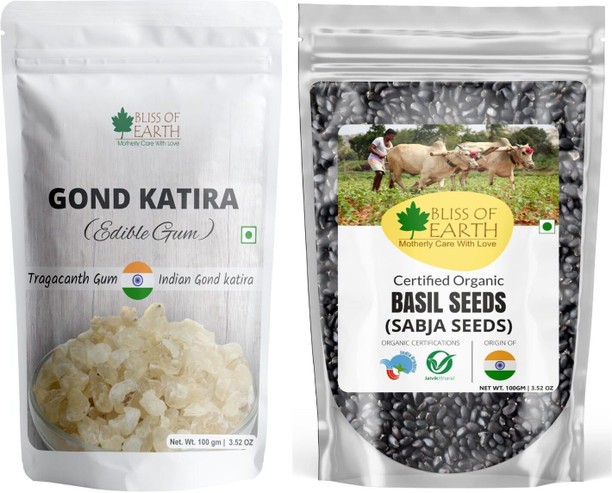 BLISS OF
EARTH
Motherly Care With Love
GOND KATIRA
(Edible Gum)
Tragacanth Gum Indian Gond katira
Net. Wt. 100 gm | 3.52 OZ
BLISS OF
EARTH
Motherly Care With Love
Certified Organic
BASIL SEEDS
(SABJA SEEDS)
ORGANIC CERTIFICATIONS ORIGIN OF
Jaivik Bharat
NET WT. 100GM | 3.52 OZ